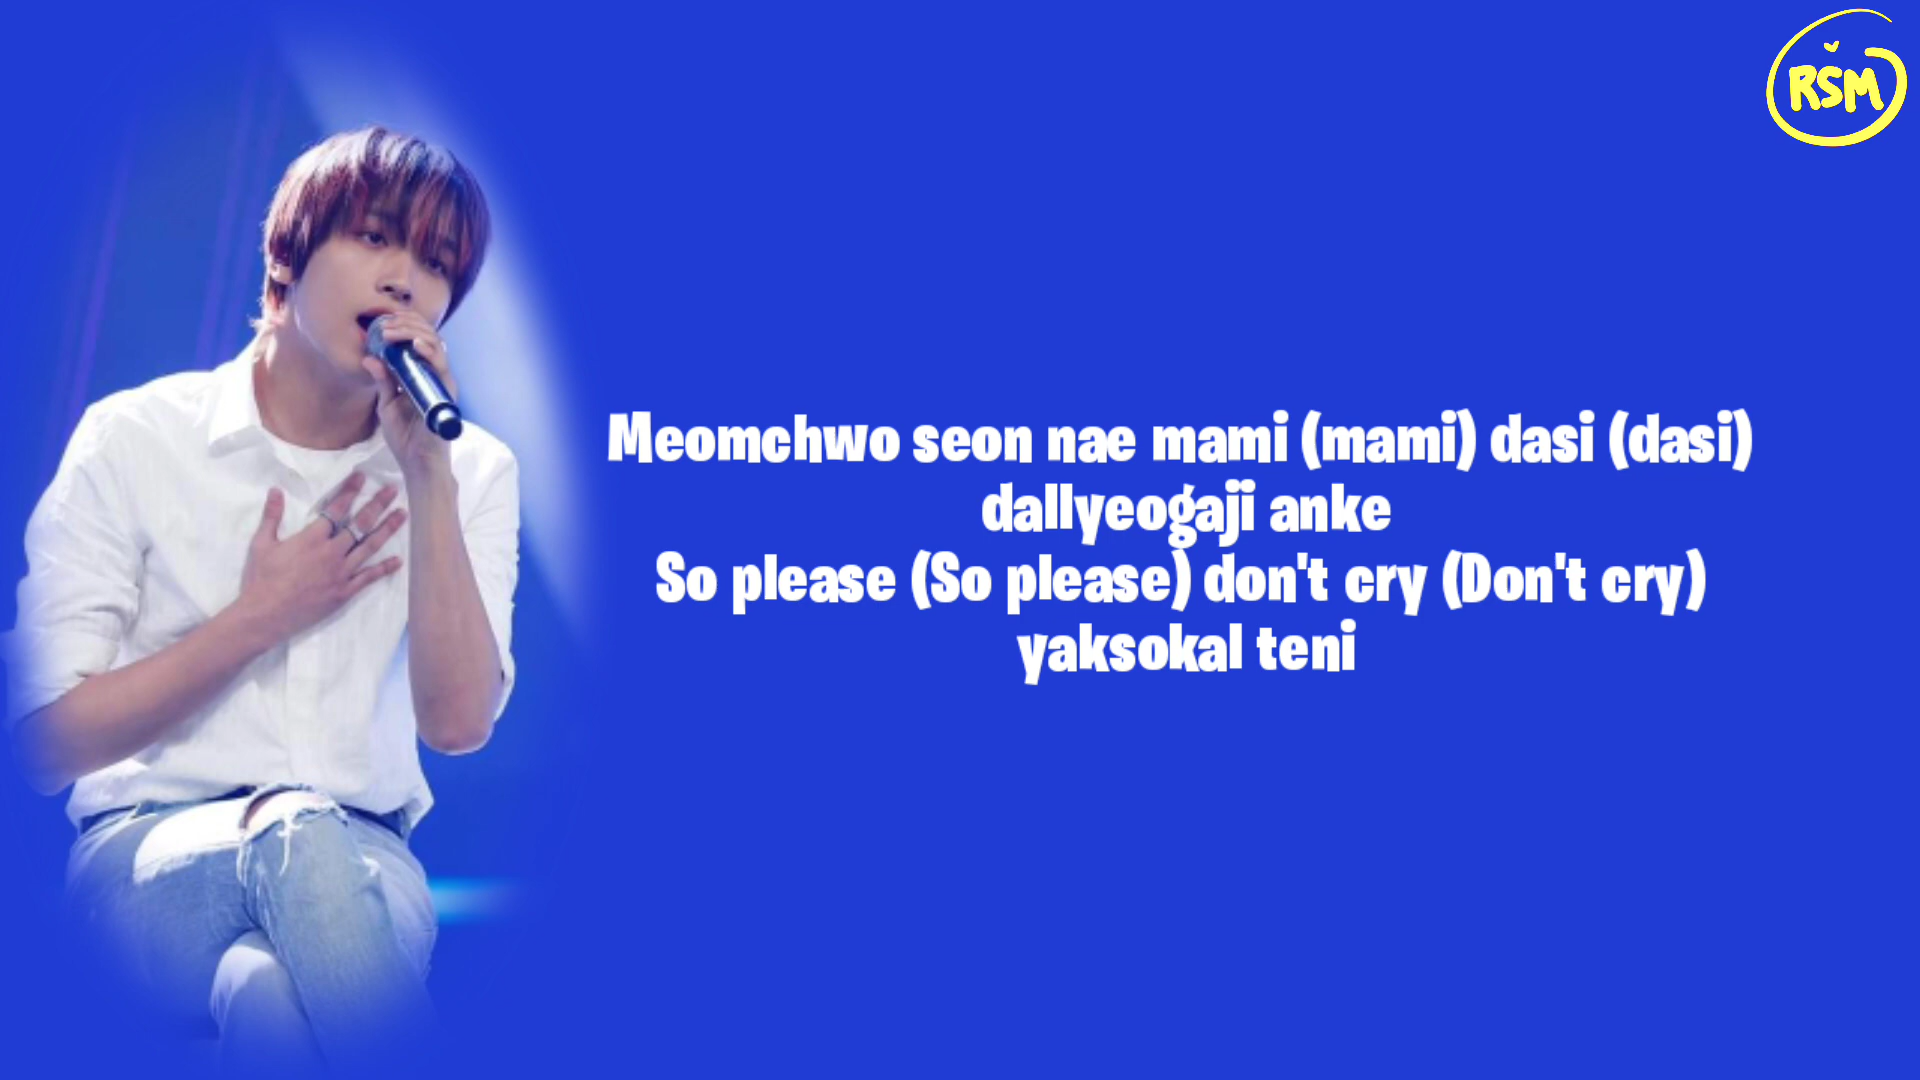 RSM
Meomchwo seon nae mami (mami) dasi (dasi)
dallyeogaji anke
So please (So please) don't cry (Don't cry)
yaksokal teni